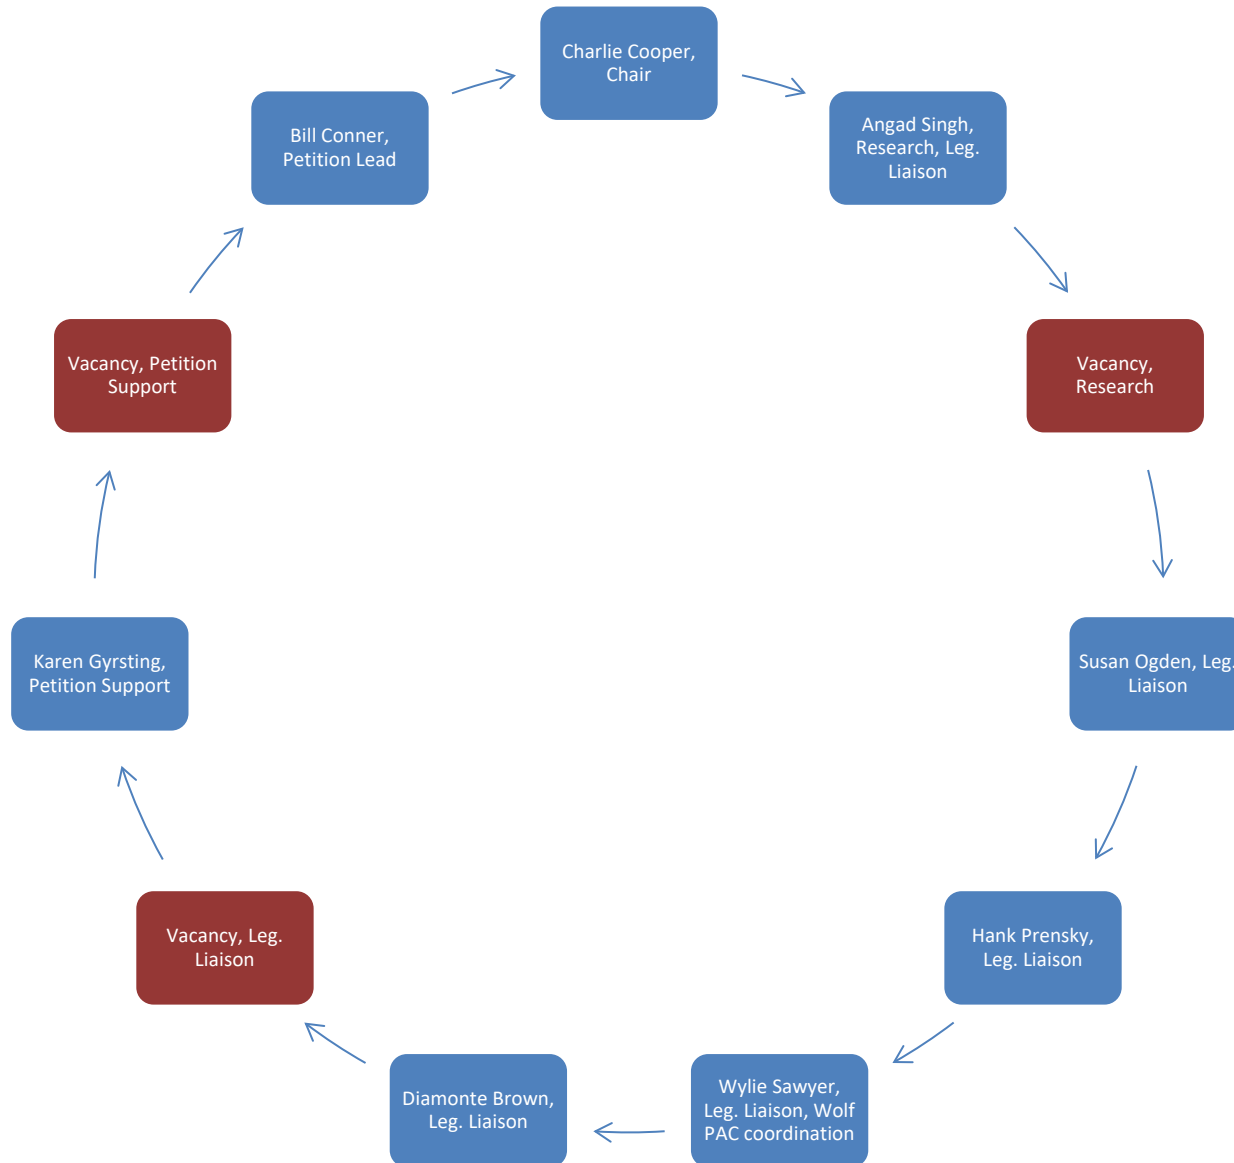 Charlie Cooper,
Chair
Angad Singh,
Research, Leg.
Liaison
Vacancy,
Research
Susan Ogden, Leg.
Liaison
Hank Prensky,
Leg. Liaison
Wylie Sawyer,
Leg. Liaison, Wolf
PAC coordination
Diamonte Brown,
Leg. Liaison
Vacancy, Leg.
Liaison
Karen Gyrsting,
Petition Support
Vacancy, Petition
Support
Bill Conner,
Petition Lead